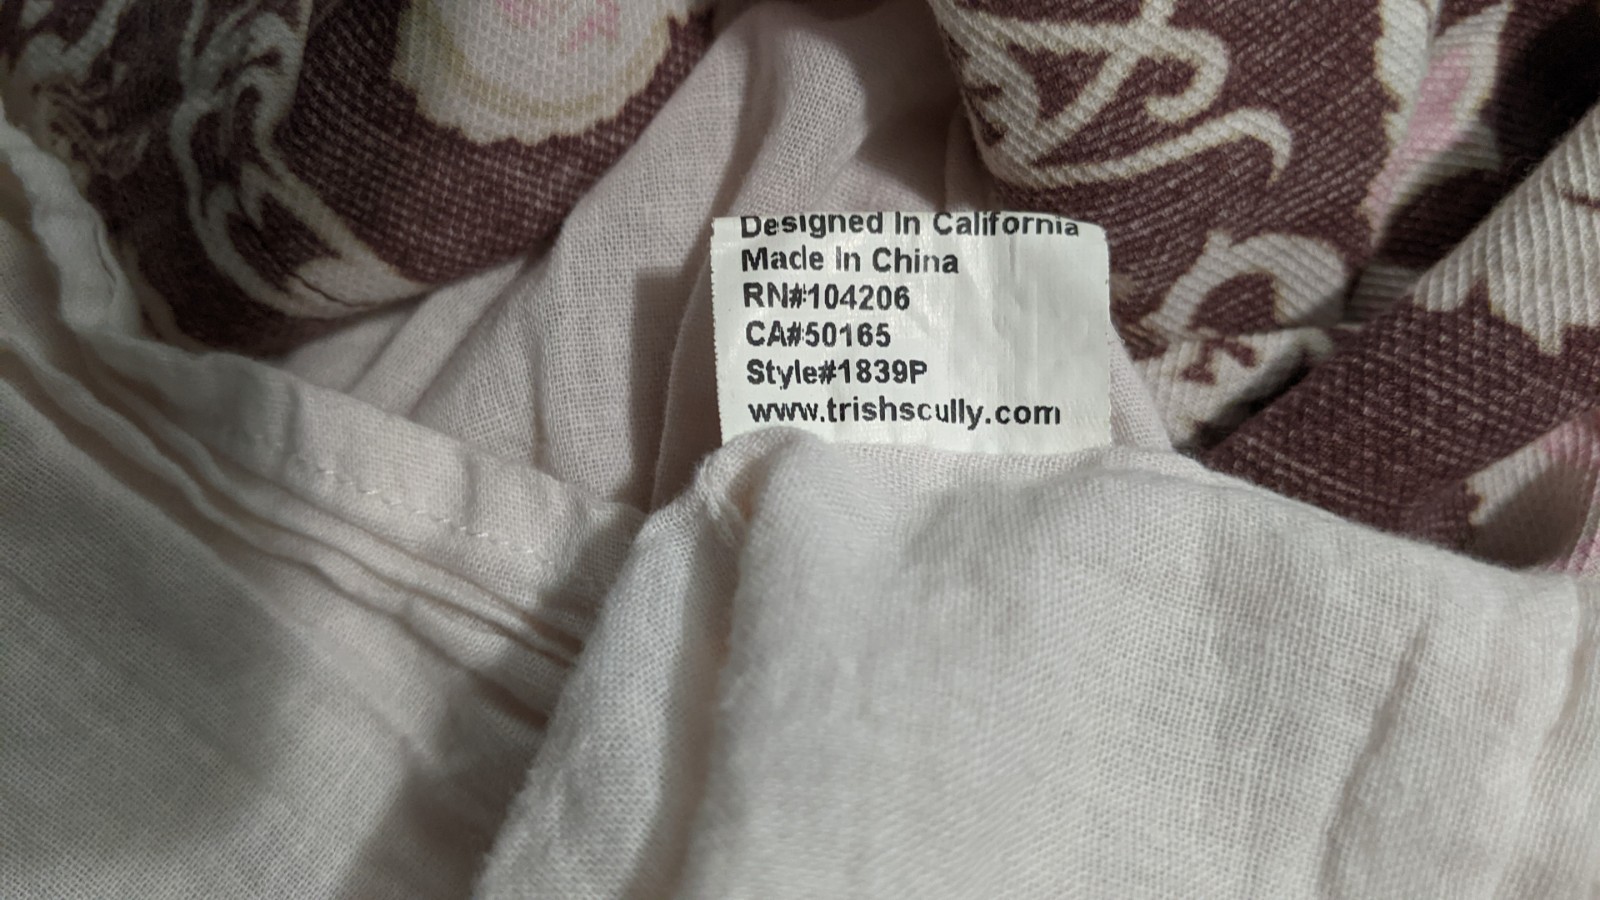 Designed In California
Made In China
RN#104206
CA#50165
Style#1839P
www.trishscully.com